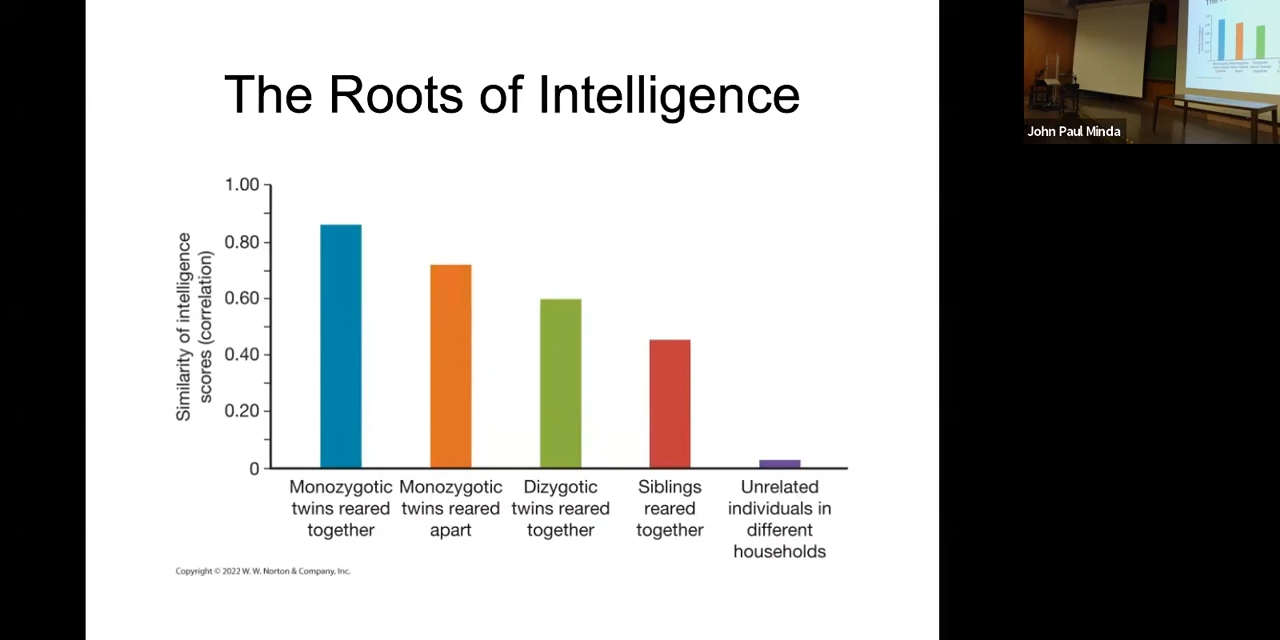 The Roots of Intelligence
Similarity of intelligence
scores (correlation)
1.00
0.80
0.60
0.40
0.20
0
Monozygotic
twins reared
together
Monozygotic
twins reared
apart
Dizygotic
twins reared
together
Siblings
reared
together
Unrelated
individuals in
different
households
Copyright © 2022 W. W. Norton & Company, Inc.
John Paul Minda